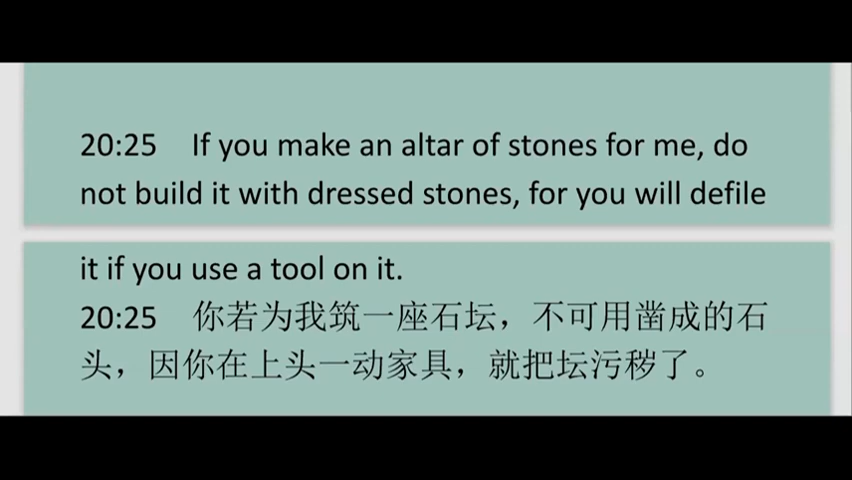 20:25 If you make an altar of stones for me, do
not build it with dressed stones, for you will defile
it if you use a tool on it.
20:25 你若为我筑一座石坛，不可用凿成的石
头，因你在上头一动家具，就把坛污秽了。